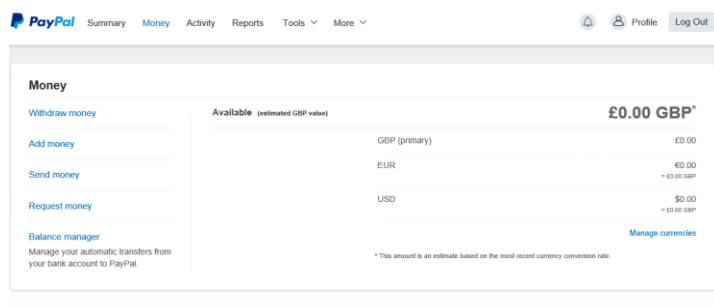 PayPal Summary Money Activity Reports Tools More Profile Log Out
Money
Withdraw money
Add money
Send money
Request money
Balance manager
Manage your automatic transfers from
your bank account to PayPal.
Available (estimated GBP value) £0.00 GBP*
GBP (primary) £0.00
EUR €0.00
= £0.00 GBP
USD $0.00
= £0.00 GBP
Manage currencies
* This amount is an estimate based on the most recent currency conversion rate.